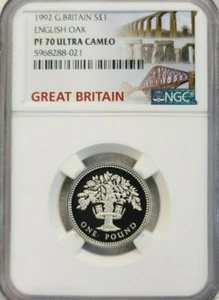 1992 G.BRITAIN S$1
ENGLISH OAK
PF 70 ULTRA CAMEO
5968288-021
NGC
GREAT BRITAIN
ONE POUND